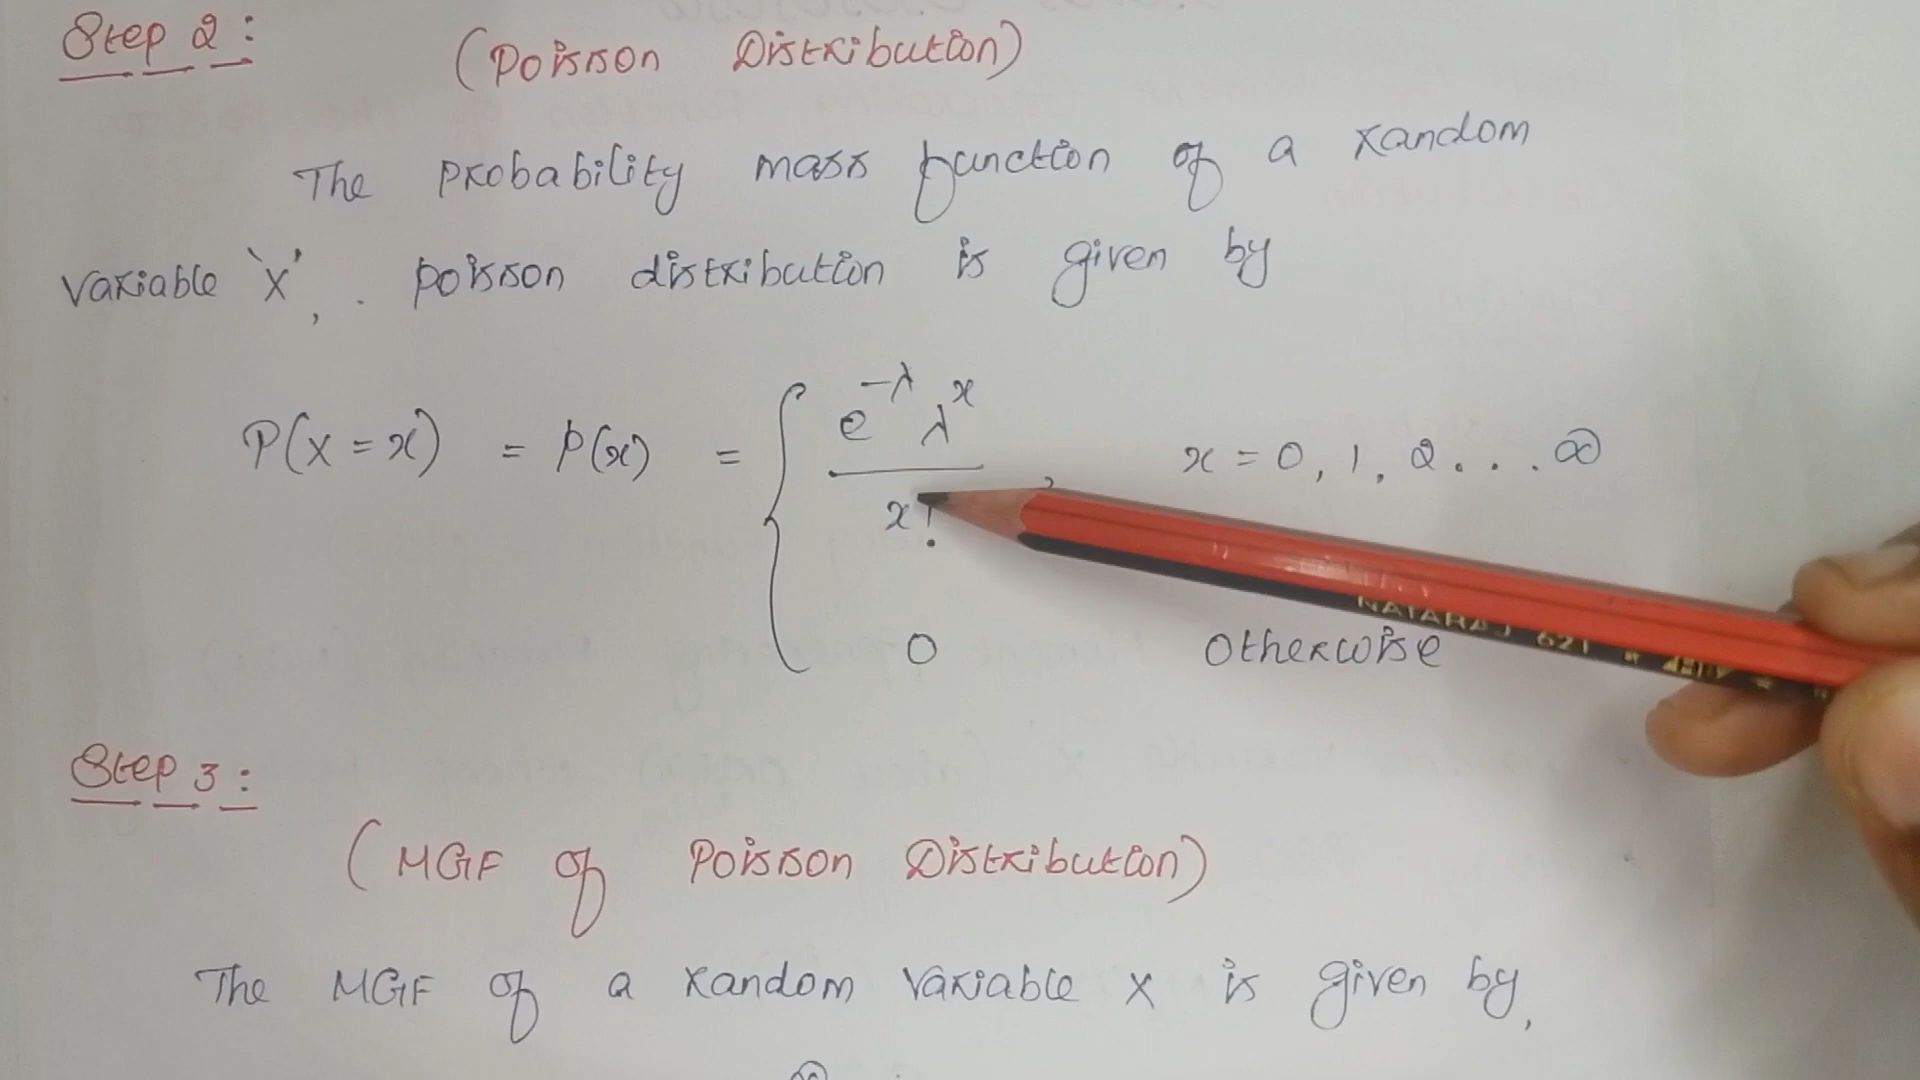 Step 2:
(Poisson Distribution)
The Probability mass function of a random
variable 'X', . poisson distribution is given by
P(X = x) = p(x) = { e^-λ λ^x / x! , x = 0, 1, 2 . . . ∞
0 Otherwise
NATARAJ 621
Step 3:
(MGF of Poisson Distribution)
The MGF of a random variable X is given by,